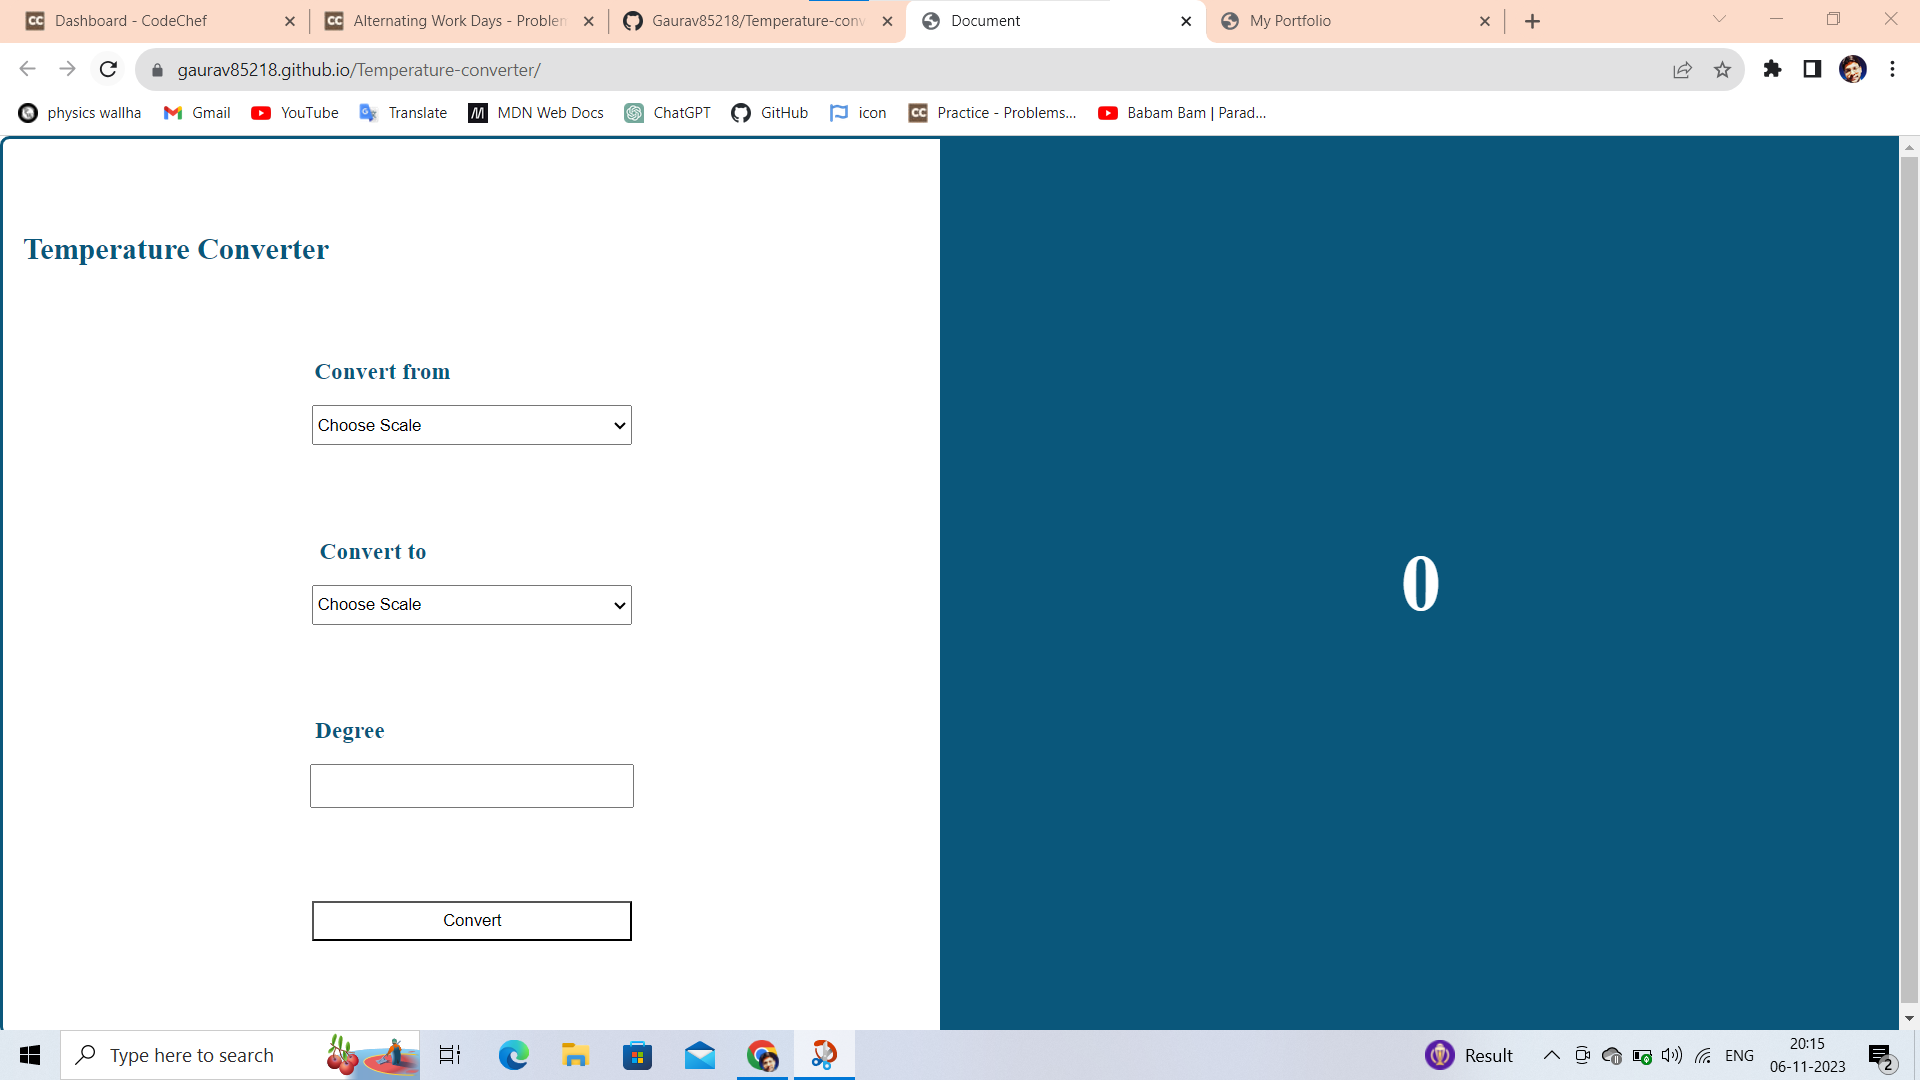 Dashboard - CodeChef
Alternating Work Days - Problem
Gaurav85218/Temperature-conv
Document
My Portfolio
gaurav85218.github.io/Temperature-converter/
physics wallha
Gmail
YouTube
Translate
MDN Web Docs
ChatGPT
GitHub
icon
Practice - Problems...
Babam Bam | Parad...
Temperature Converter
Convert from
Choose Scale
Convert to
Choose Scale
Degree
Convert
0
Type here to search
Result
ENG
20:15
06-11-2023
2